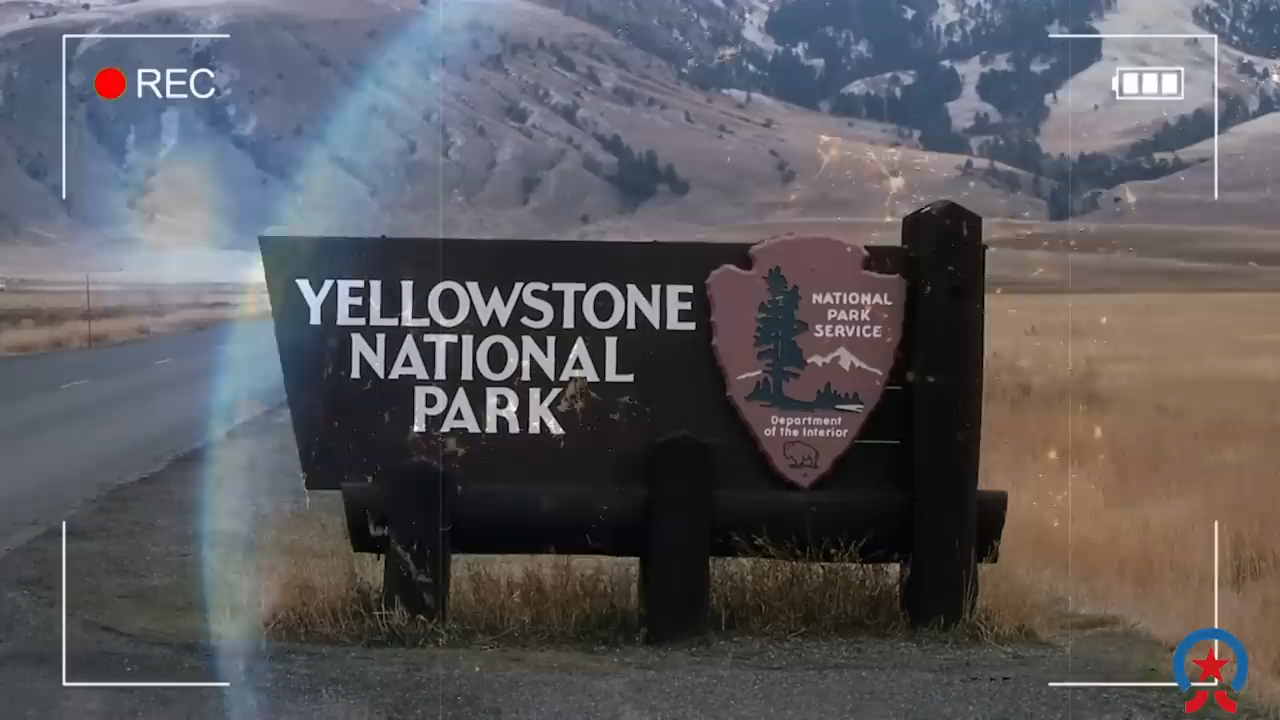 REC
YELLOWSTONE
NATIONAL
PARK
NATIONAL
PARK
SERVICE
Department
of the Interior